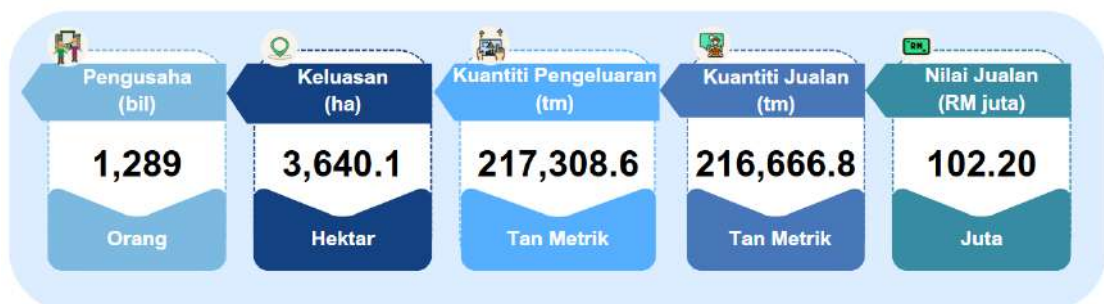 Pengusaha
(bil)
1,289
Orang
Keluasan
(ha)
3,640.1
Hektar
Kuantiti Pengeluaran
(tm)
217,308.6
Tan Metrik
Kuantiti Jualan
(tm)
216,666.8
Tan Metrik
RM
Nilai Jualan
(RM juta)
102.20
Juta